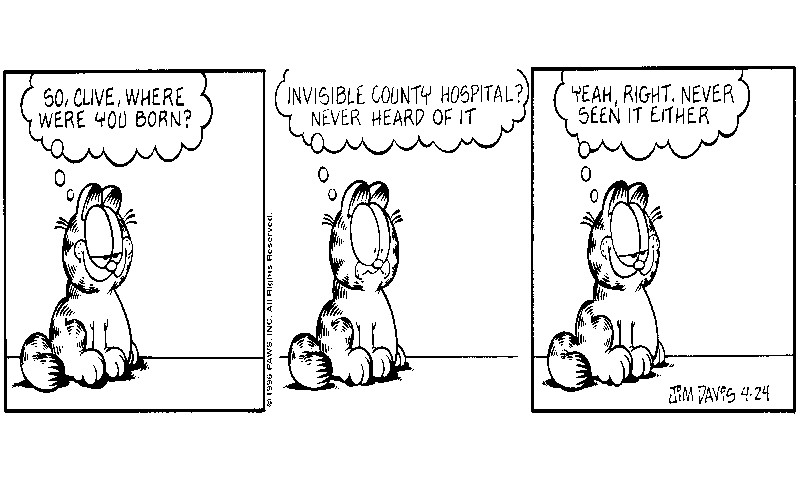 SO, CLIVE, WHERE
WERE YOU BORN?
INVISIBLE COUNTY HOSPITAL?
NEVER HEARD OF IT
YEAH, RIGHT. NEVER
SEEN IT EITHER
© 1996 PAWS, INC. All Rights Reserved.
JIM DAVIS 4-24